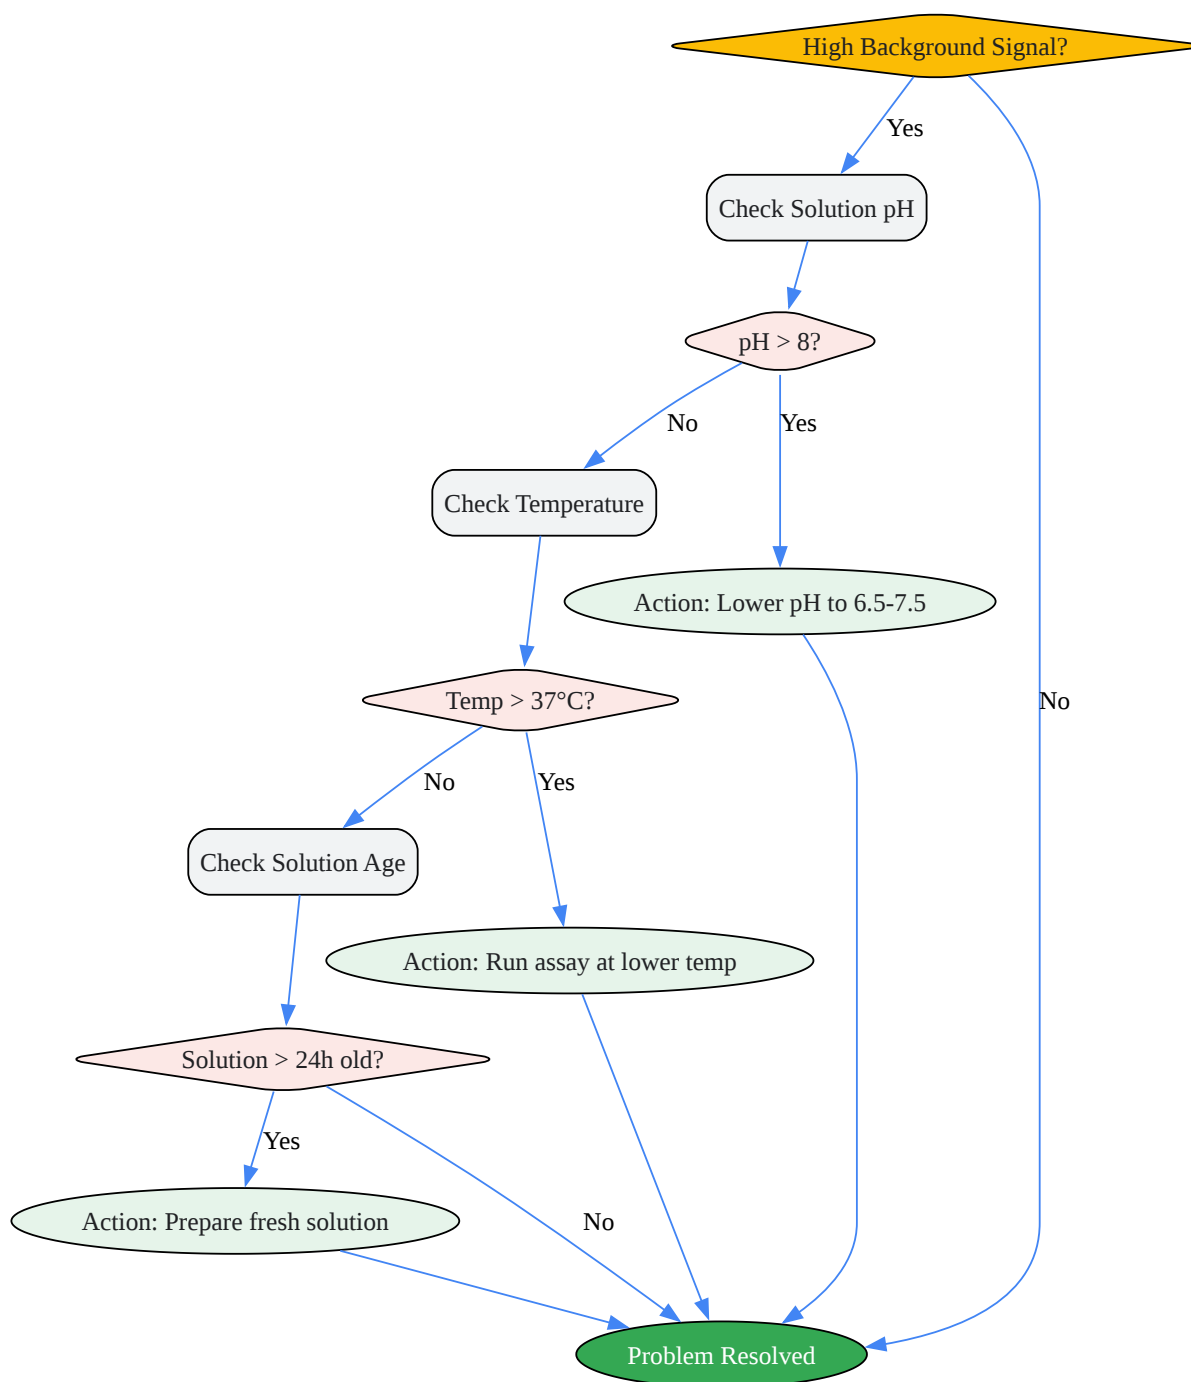 High Background Signal?
Yes
Check Solution pH
pH > 8?
No
Yes
Check Temperature
Action: Lower pH to 6.5-7.5
Temp > 37°C?
No
No
Yes
Check Solution Age
Action: Run assay at lower temp
Solution > 24h old?
Yes
Action: Prepare fresh solution
No
Problem Resolved